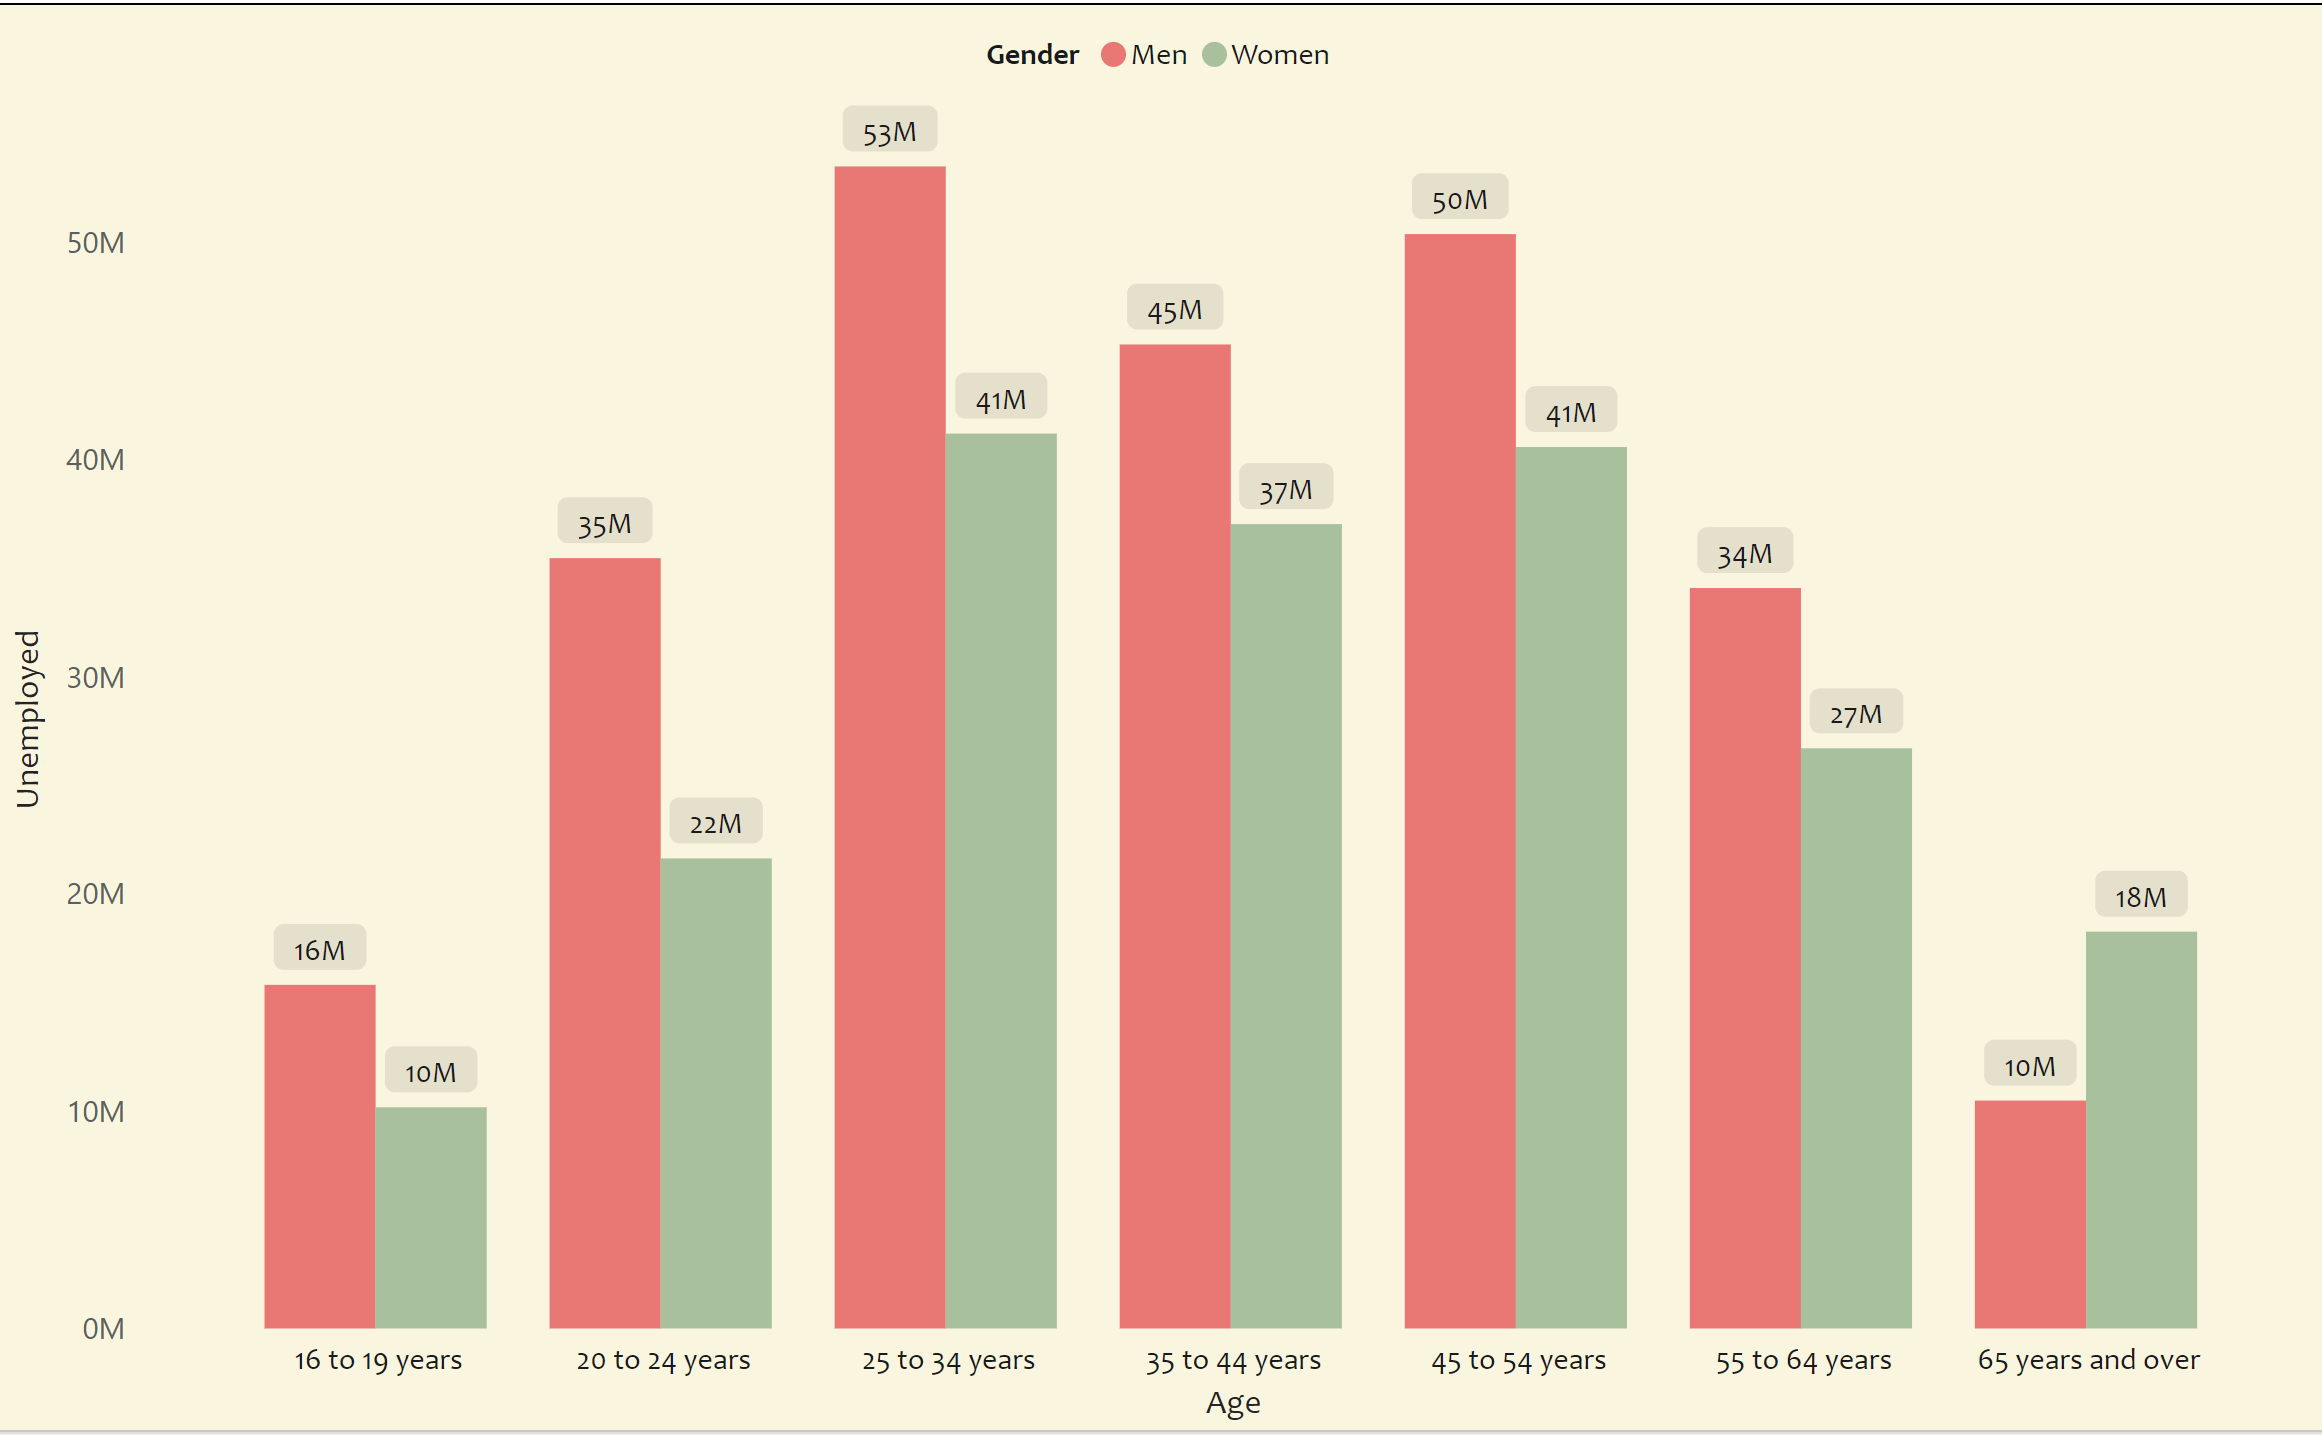 Gender Men Women
53M
50M
50M
45M
41M
41M
40M
37M
35M
34M
30M
27M
22M
20M
18M
16M
10M
10M
10M
0M
Unemployed
16 to 19 years 20 to 24 years 25 to 34 years 35 to 44 years 45 to 54 years 55 to 64 years 65 years and over
Age